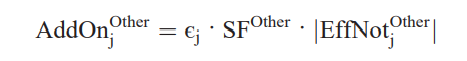 AddOn_j^Other = ϵ_j · SF^Other · |EffNot_j^Other|